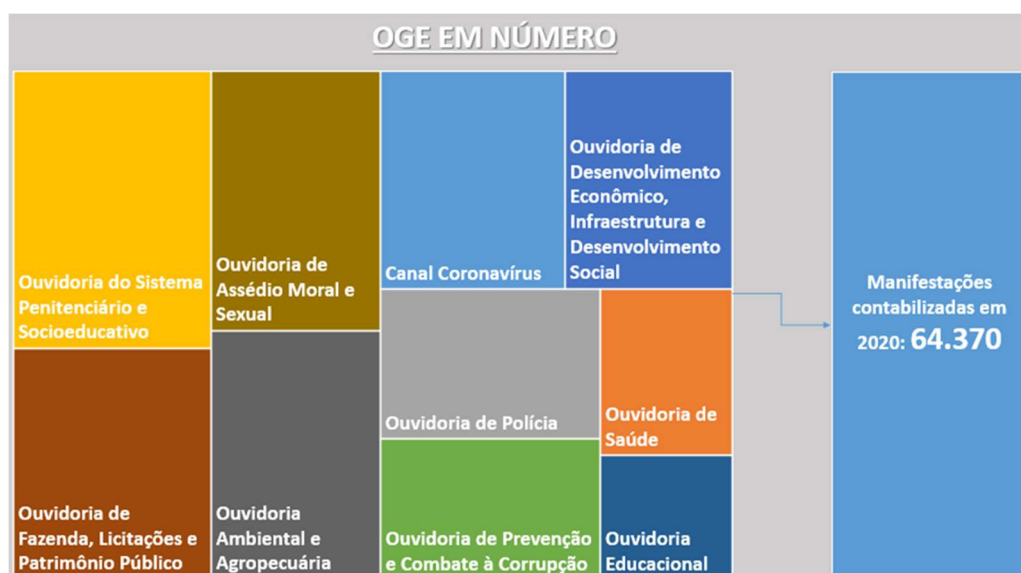 OGE EM NÚMERO
Ouvidoria do Sistema
Penitenciário e
Socioeducativo
Ouvidoria de
Assédio Moral e
Sexual
Canal Coronavírus
Ouvidoria de
Desenvolvimento
Econômico,
Infraestrutura e
Desenvolvimento
Social
Manifestações
contabilizadas em
2020: 64.370
Ouvidoria de Polícia
Ouvidoria de
Saúde
Ouvidoria de
Fazenda, Licitações e
Patrimônio Público
Ouvidoria
Ambiental e
Agropecuária
Ouvidoria de Prevenção
e Combate à Corrupção
Ouvidoria
Educacional